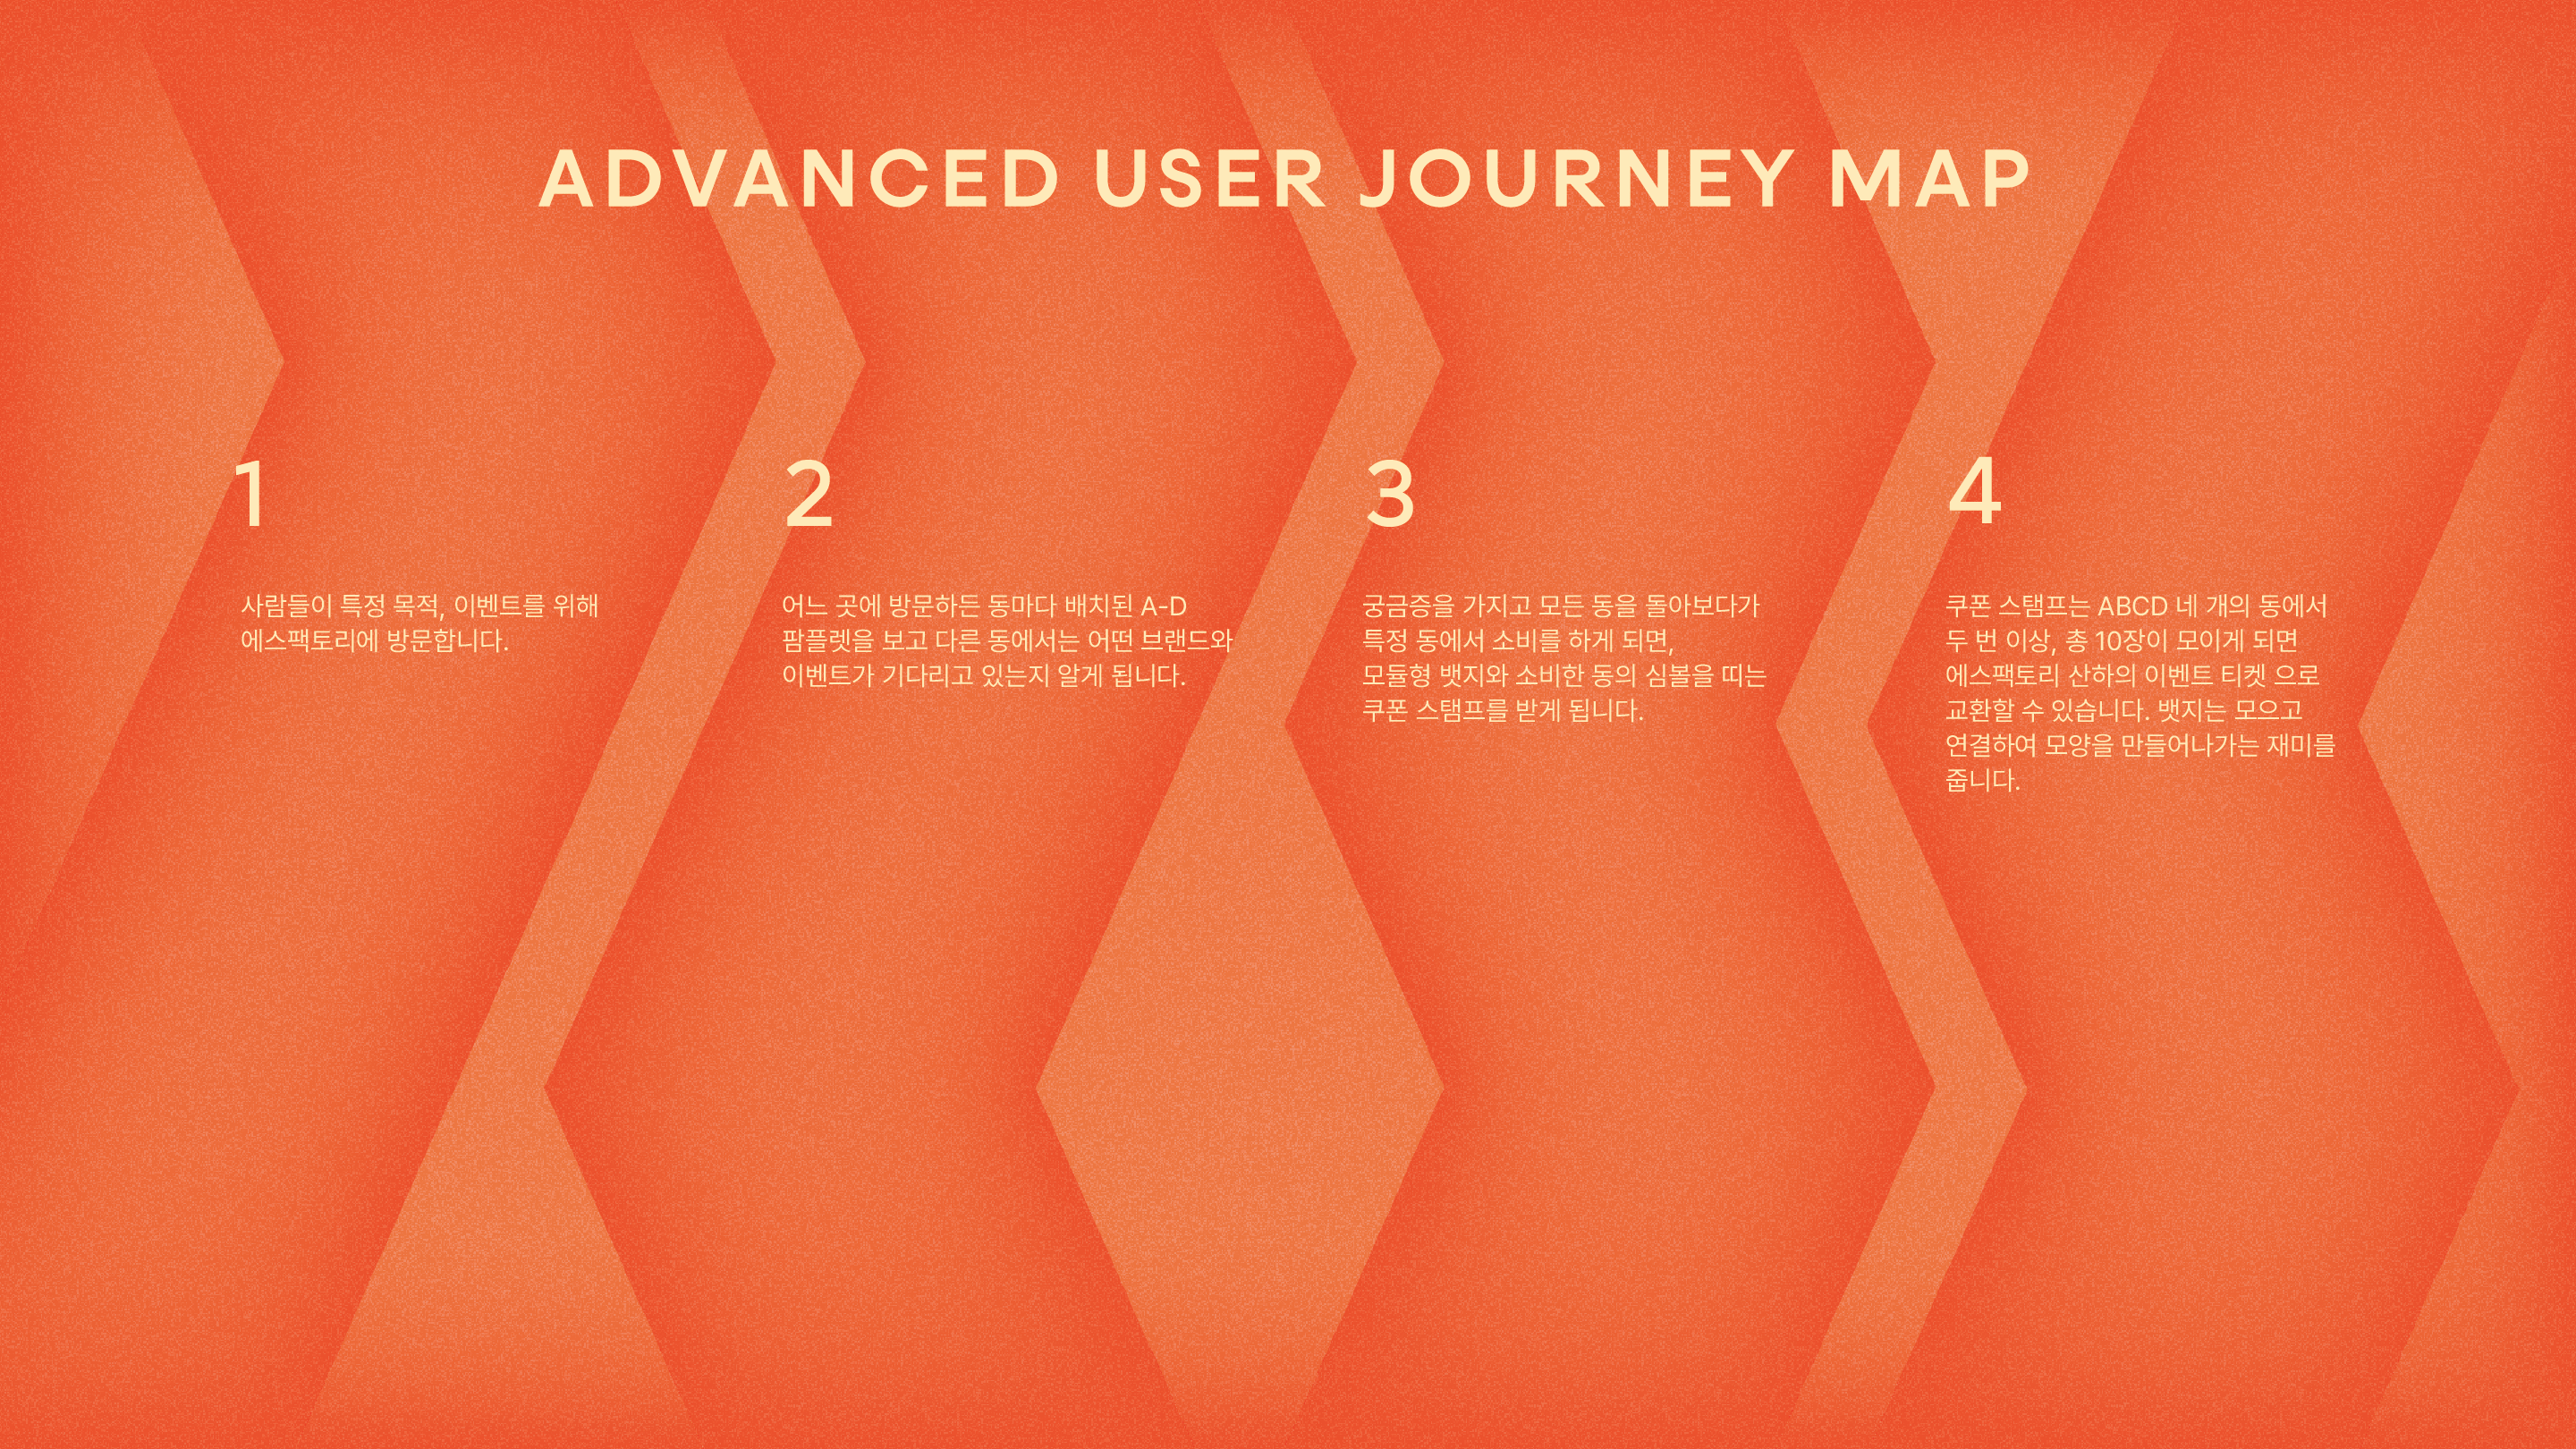 ADVANCED USER JOURNEY MAP
1
사람들이 특정 목적, 이벤트를 위해
에스팩토리에 방문합니다.
2
어느 곳에 방문하든 동마다 배치된 A-D
팜플렛을 보고 다른 동에서는 어떤 브랜드와
이벤트가 기다리고 있는지 알게 됩니다.
3
궁금증을 가지고 모든 동을 돌아보다가
특정 동에서 소비를 하게 되면,
모듈형 뱃지와 소비한 동의 심볼을 띠는
쿠폰 스탬프를 받게 됩니다.
4
쿠폰 스탬프는 ABCD 네 개의 동에서
두 번 이상, 총 10장이 모이게 되면
에스팩토리 산하의 이벤트 티켓 으로
교환할 수 있습니다. 뱃지는 모으고
연결하여 모양을 만들어나가는 재미를
줍니다.